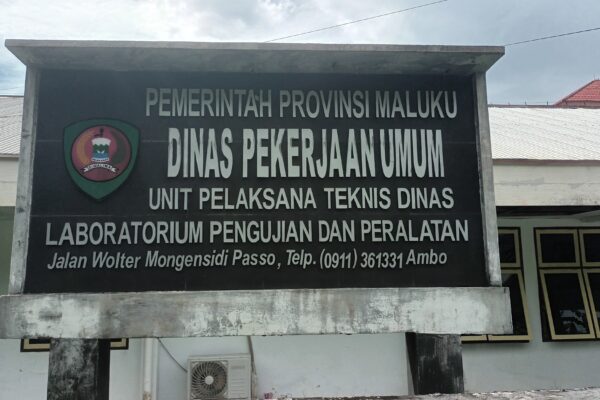 PEMERINTAH PROVINSI MALUKU
DINAS PEKERJAAN UMUM
UNIT PELAKSANA TEKNIS DINAS
LABORATORIUM PENGUJIAN DAN PERALATAN
Jalan Wolter Mongensidi Passo, Telp. (0911) 361331 Ambo